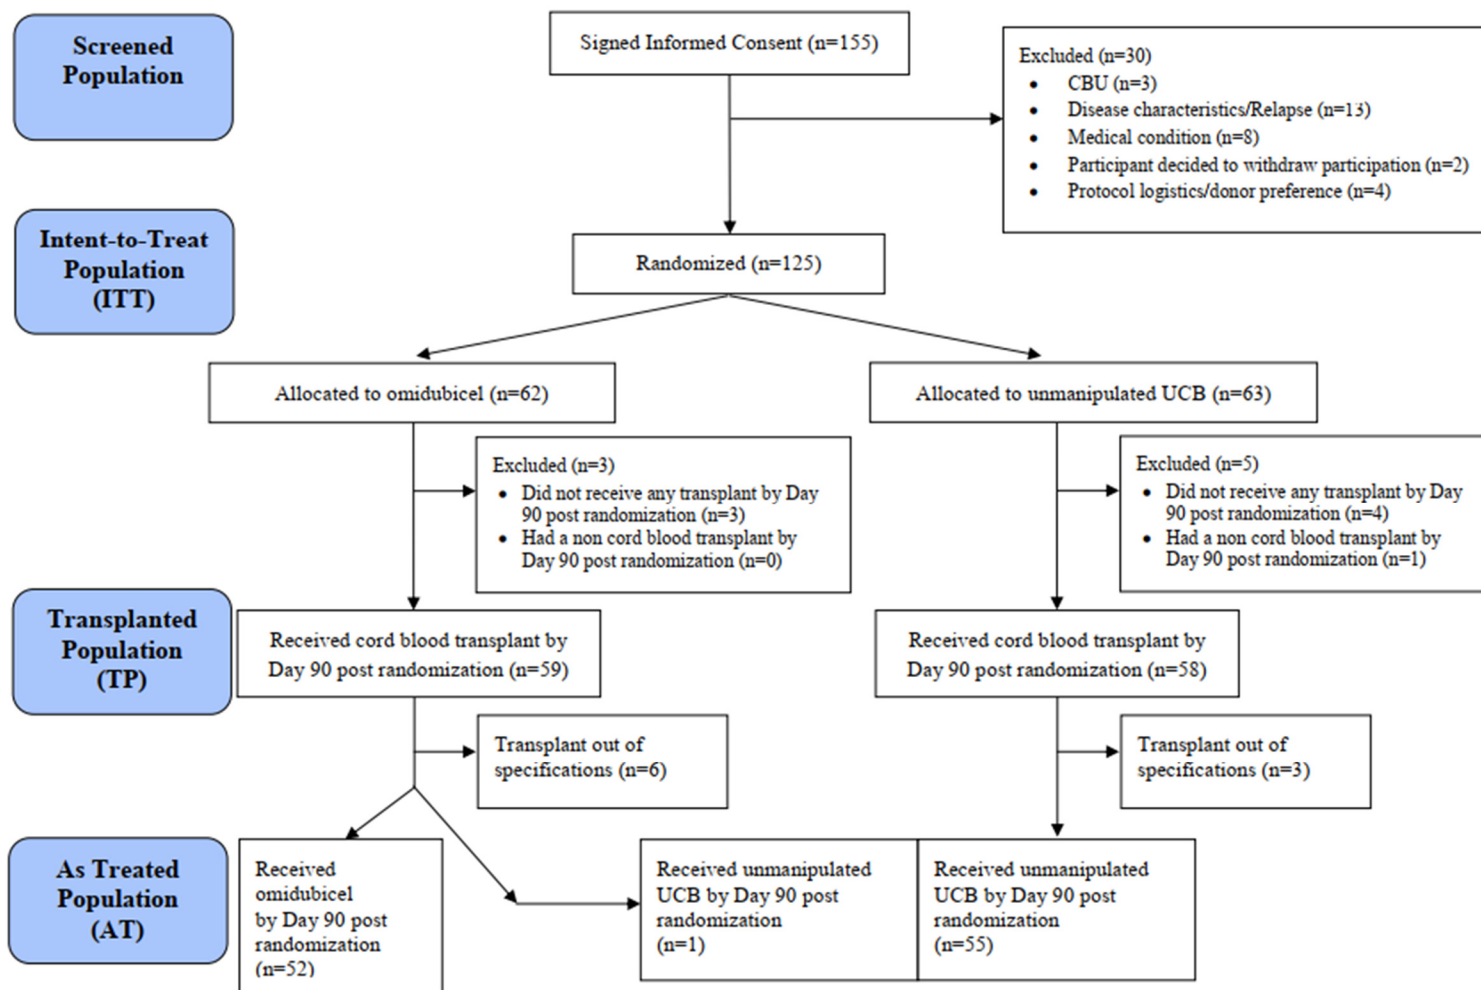 Screened
Population
Signed Informed Consent (n=155)
Excluded (n=30)
• CBU (n=3)
• Disease characteristics/Relapse (n=13)
• Medical condition (n=8)
• Participant decided to withdraw participation (n=2)
• Protocol logistics/donor preference (n=4)
Intent-to-Treat
Population
(ITT)
Randomized (n=125)
Allocated to omidubicel (n=62)
Allocated to unmanipulated UCB (n=63)
Excluded (n=3)
• Did not receive any transplant by Day
90 post randomization (n=3)
• Had a non cord blood transplant by
Day 90 post randomization (n=0)
Excluded (n=5)
• Did not receive any transplant by Day
90 post randomization (n=4)
• Had a non cord blood transplant by
Day 90 post randomization (n=1)
Transplanted
Population
(TP)
Received cord blood transplant by
Day 90 post randomization (n=59)
Received cord blood transplant by
Day 90 post randomization (n=58)
Transplant out of
specifications (n=6)
Transplant out of
specifications (n=3)
As Treated
Population
(AT)
Received
omidubicel
by Day 90 post
randomization
(n=52)
Received unmanipulated
UCB by Day 90 post
randomization
(n=1)
Received unmanipulated
UCB by Day 90 post
randomization
(n=55)